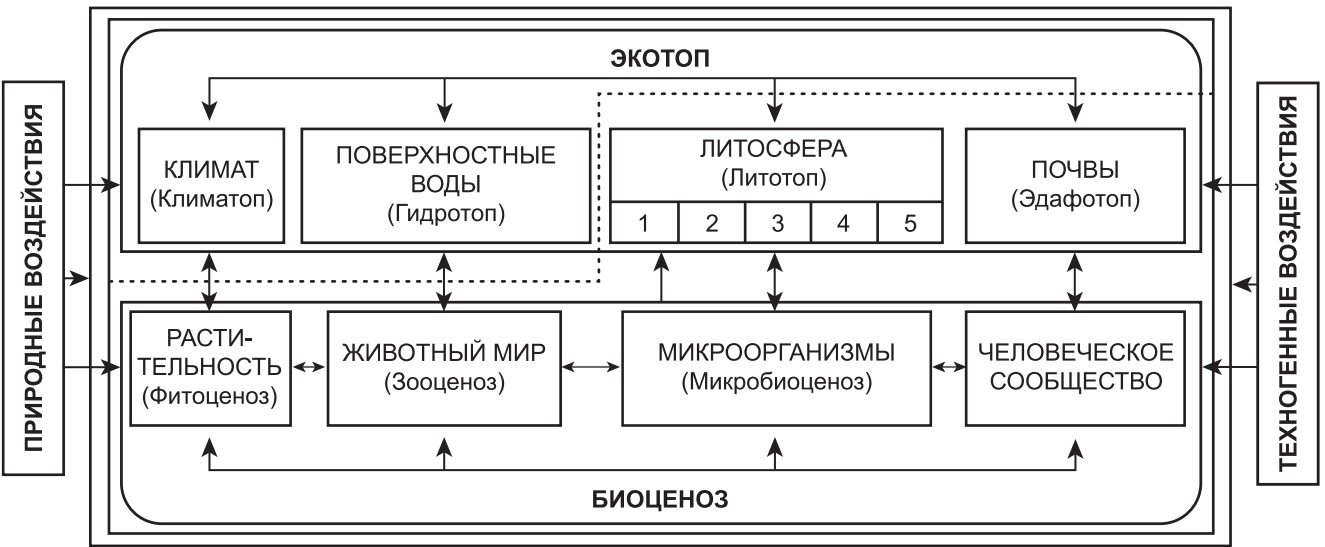 ПРИРОДНЫЕ ВОЗДЕЙСТВИЯ
ЭКОТОП
КЛИМАТ
(Климатоп)
ПОВЕРХНОСТНЫЕ
ВОДЫ
(Гидротоп)
ЛИТОСФЕРА
(Литотоп)
1 2 3 4 5
ПОЧВЫ
(Эдафотоп)
РАСТИ-
ТЕЛЬНОСТЬ
(Фитоценоз)
ЖИВОТНЫЙ МИР
(Зооценоз)
МИКРООРГАНИЗМЫ
(Микробиоценоз)
ЧЕЛОВЕЧЕСКОЕ
СООБЩЕСТВО
БИОЦЕНОЗ
ТЕХНОГЕННЫЕ ВОЗДЕЙСТВИЯ